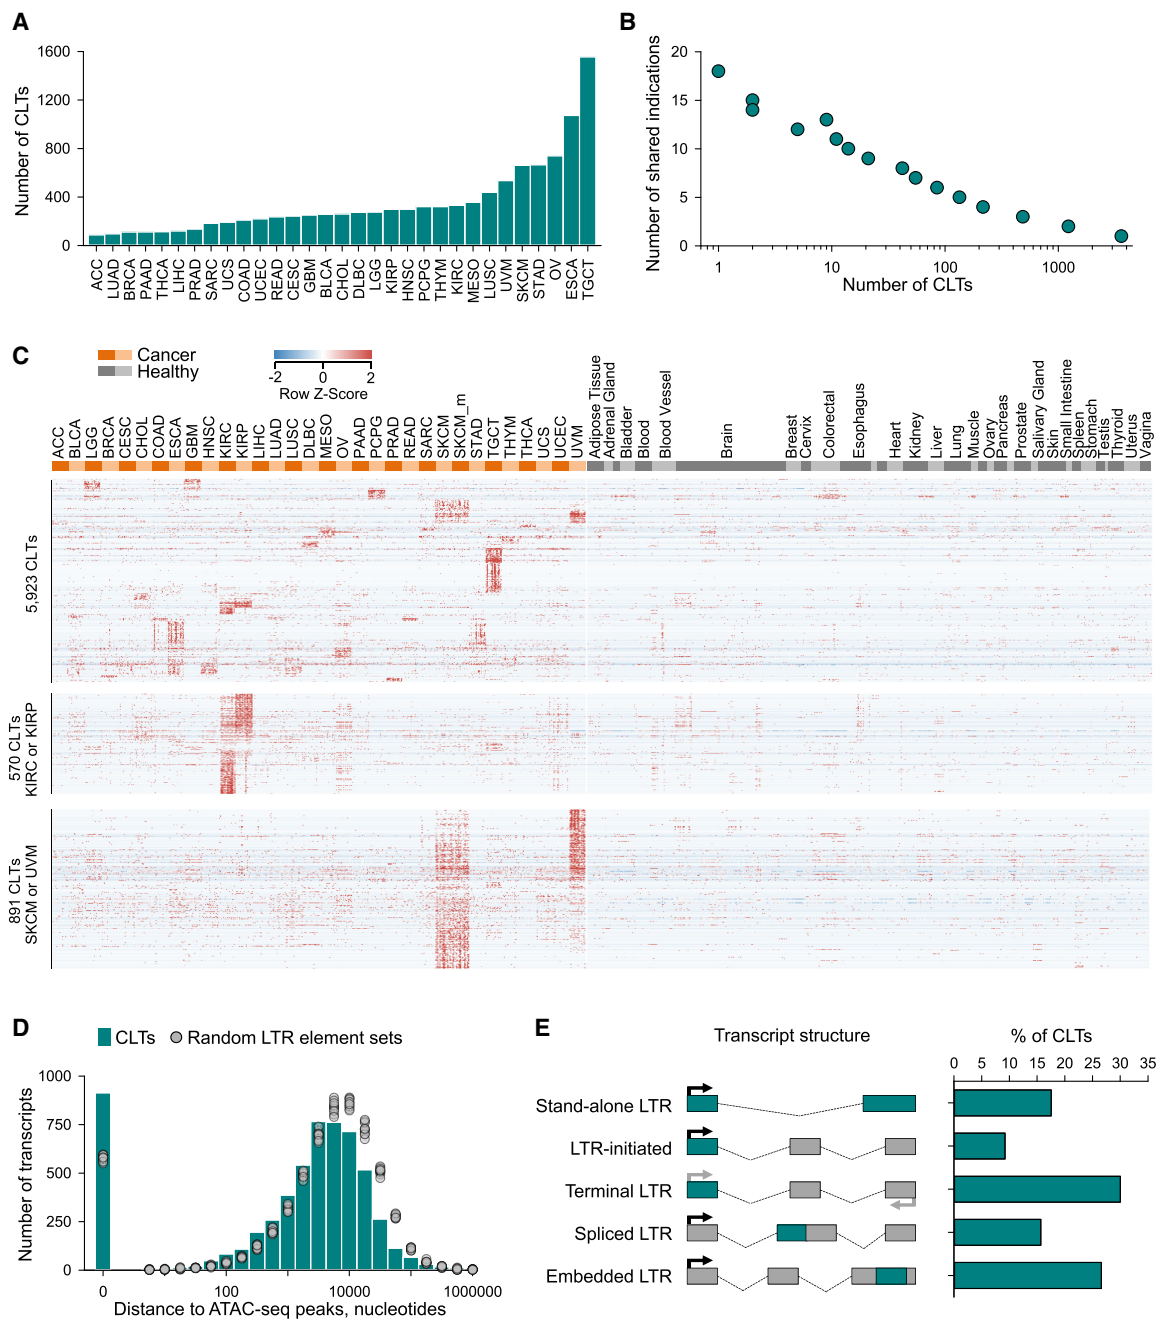 A
Number of CLTs
1600
1200
800
400
0
ACC
LUAD
BRCA
PAAD
THCA
LIHC
PRAD
SARC
UCS
COAD
UCEC
READ
CESC
GBM
BLCA
CHOL
DLBC
LGG
KIRP
HNSC
PCPG
THYM
KIRC
MESO
LUSC
UVM
SKCM
STAD
OV
ESCA
TGCT
B
Number of shared indications
20
15
10
5
0
1
10
100
1000
Number of CLTs
C
Cancer
Healthy
-2
0
2
Row Z-Score
ACC
BLCA
LGG
BRCA
CESC
CHOL
COAD
ESCA
GBM
HNSC
KIRC
KIRP
LIHC
LUAD
LUSC
DLBC
MESO
OV
PAAD
PCPG
PRAD
READ
SARC
SKCM
SKCM_m
STAD
TGCT
THYM
THCA
UCS
UCEC
UVM
Adipose Tissue
Adrenal Gland
Bladder
Blood
Blood Vessel
Brain
Breast
Cervix
Colorectal
Esophagus
Heart
Kidney
Liver
Lung
Muscle
Ovary
Pancreas
Prostate
Salivary Gland
Skin
Small Intestine
Spleen
Stomach
Testis
Thyroid
Uterus
Vagina
5,923 CLTs
570 CLTs
KIRC or KIRP
891 CLTs
SKCM or UVM
D
CLTs
Random LTR element sets
Number of transcripts
1000
750
500
250
0
0
100
10000
1000000
Distance to ATAC-seq peaks, nucleotides
E
Transcript structure
% of CLTs
0
5
10
15
20
25
30
35
Stand-alone LTR
LTR-initiated
Terminal LTR
Spliced LTR
Embedded LTR